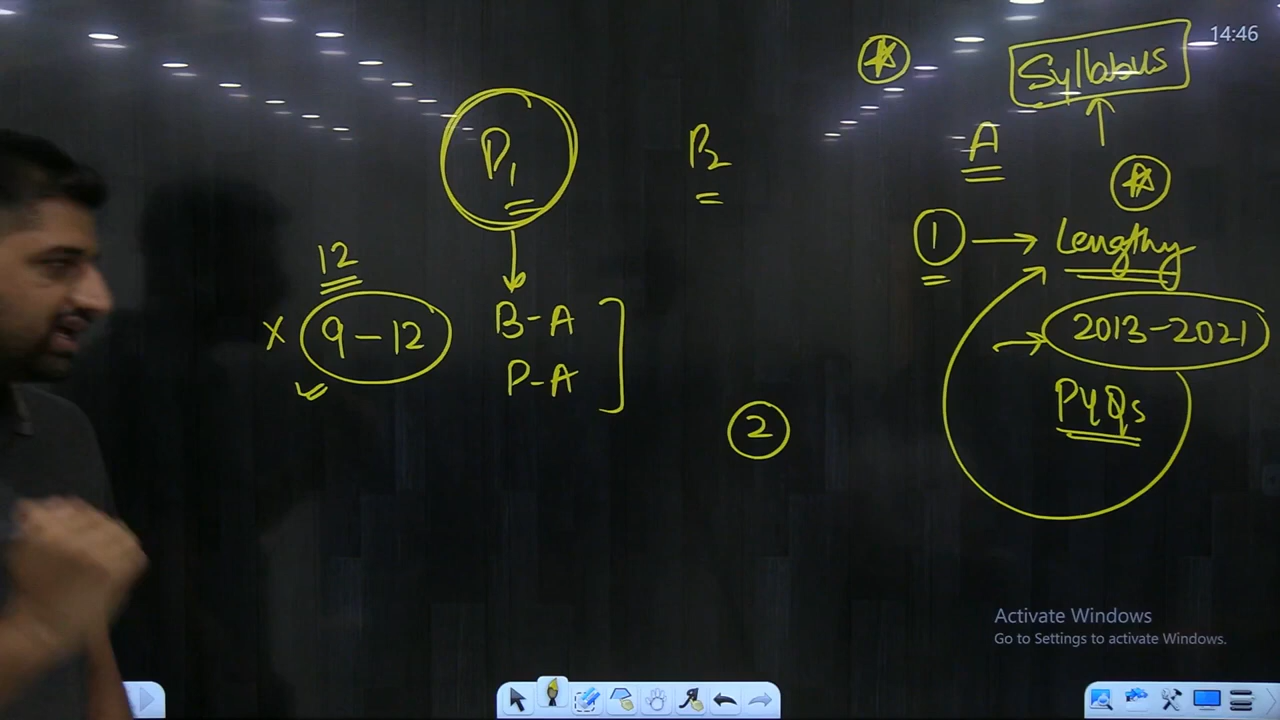 14:46
Syllabus
P1
P2
A
1
Lengthy
12
X 9-12
B-A
P-A
2013-2021
PYQs
2
Activate Windows
Go to Settings to activate Windows.